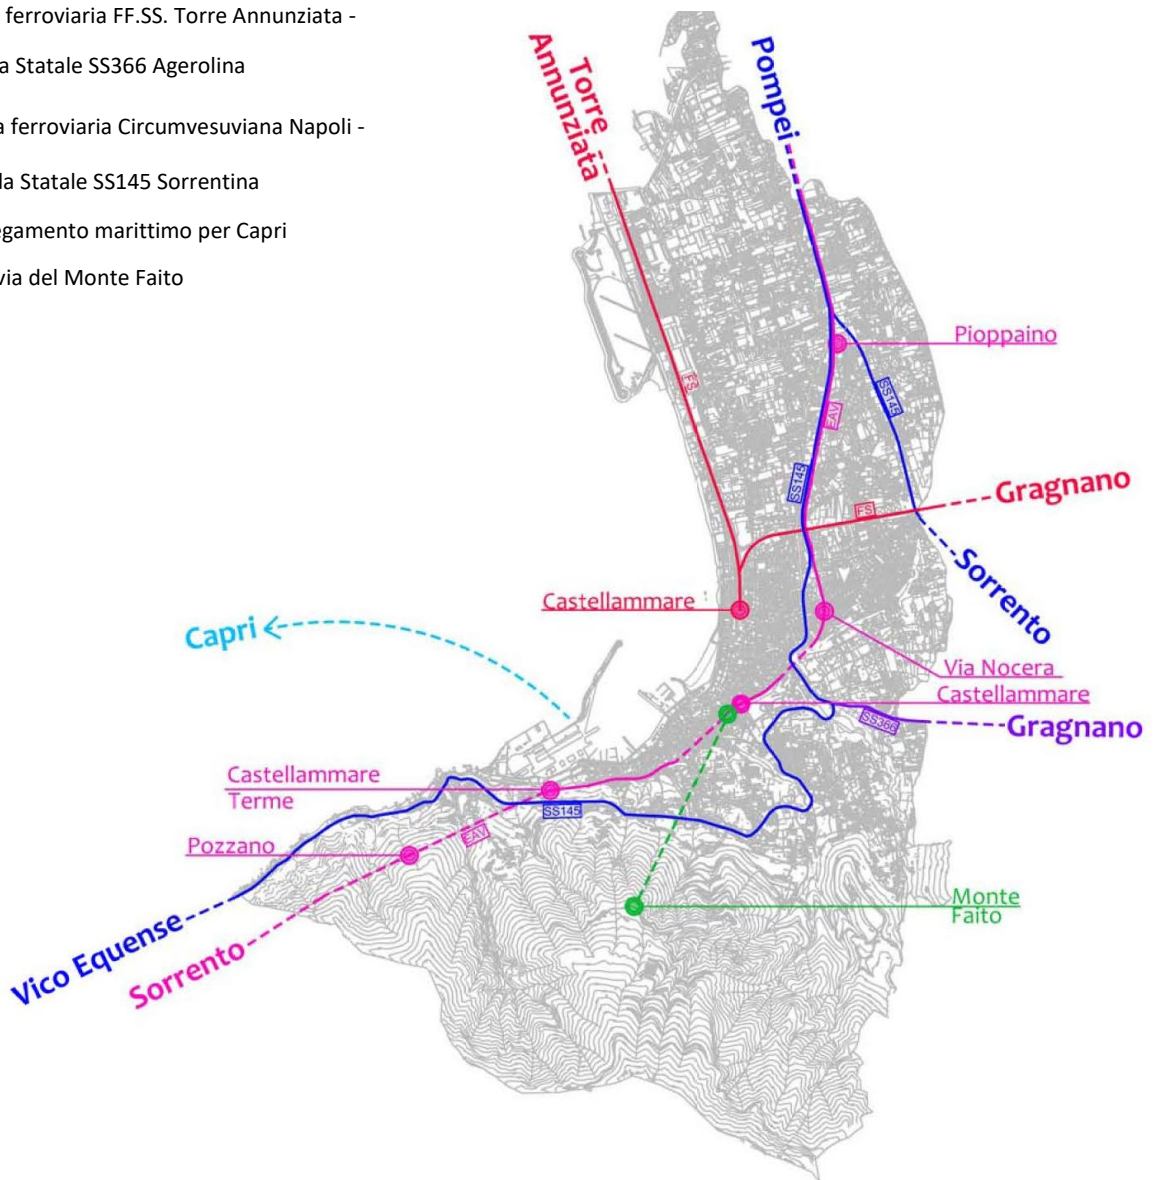 ferroviaria FF.SS. Torre Annunziata -
a Statale SS366 Agerolina
a ferroviaria Circumvesuviana Napoli -
la Statale SS145 Sorrentina
egamento marittimo per Capri
via del Monte Faito
Torre
Annunziata
Pompei
Pioppaino
FS
SS145
EAV
SS145
Gragnano
FS
Sorrento
Castellammare
Capri
Via Nocera
Castellammare
SS366
Gragnano
Castellammare
Terme
SS145
EAV
Pozzano
Monte
Faito
Vico Equense
Sorrento